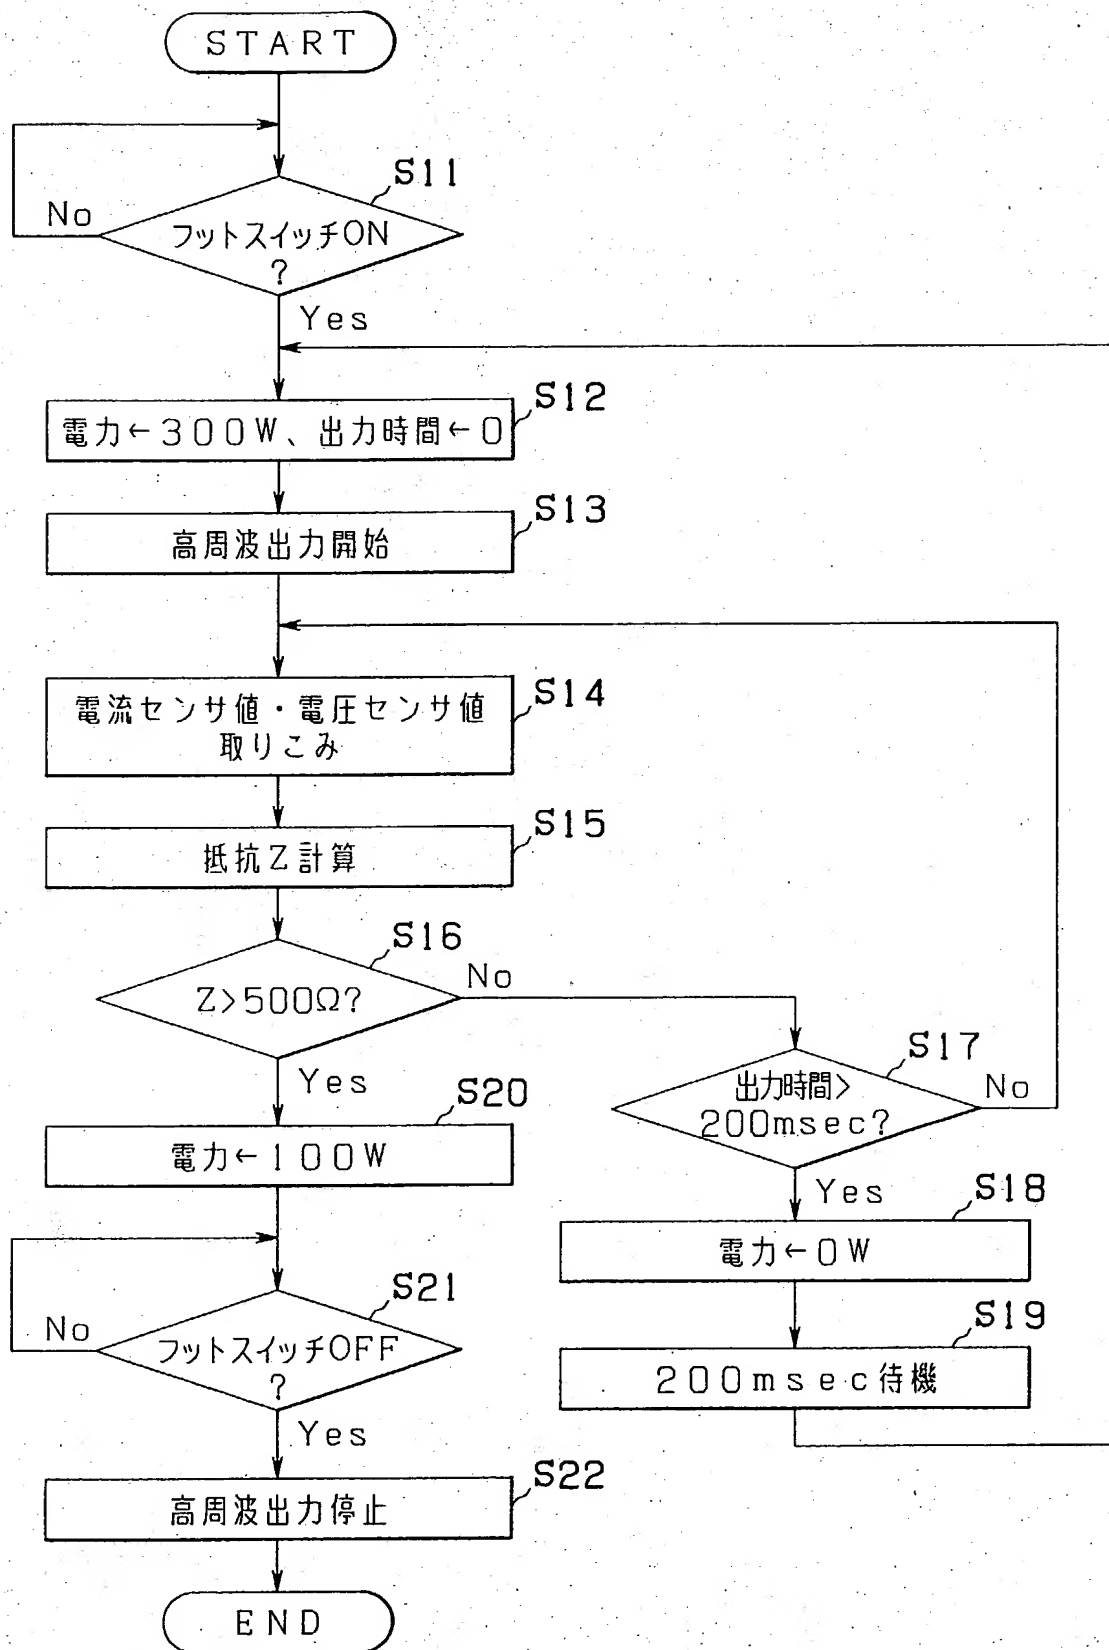 START
S11
No
フットスイッチON
?
Yes
S12
電力←300W、出力時間←0
S13
高周波出力開始
S14
電流センサ値・電圧センサ値
取りこみ
S15
抵抗Z計算
S16
No
Z>500Ω?
Yes
S17
出力時間>
200msec?
No
Yes
S20
電力←100W
S18
電力←0W
S21
No
フットスイッチOFF
?
Yes
S19
200msec待機
S22
高周波出力停止
END